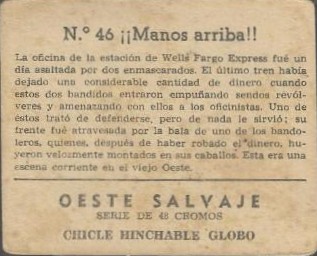 N.º 46 ¡¡Manos arriba!!
La oficina de la estación de Wells Fargo Express fué un
día asaltada por dos enmascarados. El último tren había
dejado una considerable cantidad de dinero cuando
estos dos bandidos entraron empuñando sendos revól-
veres y amenazando con ellos a los oficinistas. Uno de
éstos trató de defenderse, pero de nada le sirvió; su
frente fué atravesada por la bala de uno de los bando-
leros, quienes, después de haber robado el dinero, hu-
yeron velozmente montados en sus caballos. Esta era una
escena corriente en el viejo Oeste.
OESTE SALVAJE
SERIE DE 48 CROMOS
CHICLE HINCHABLE GLOBO